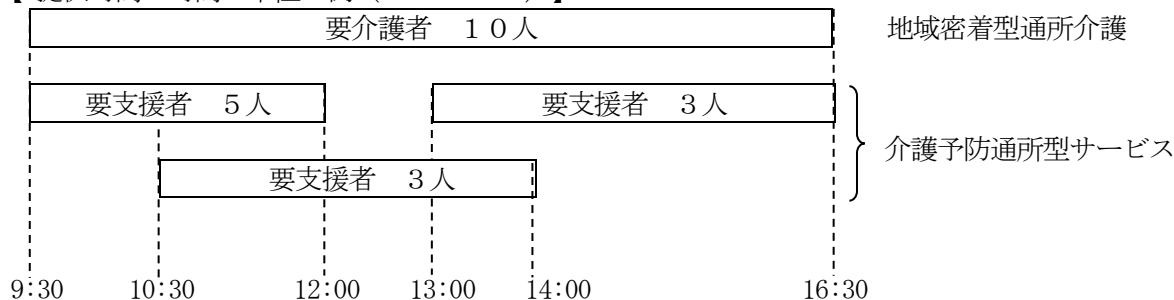 要介護者 １０人
地域密着型通所介護
要支援者 ５人
要支援者 ３人
介護予防通所型サービス
要支援者 ３人
9:30 10:30 12:00 13:00 14:00 16:30